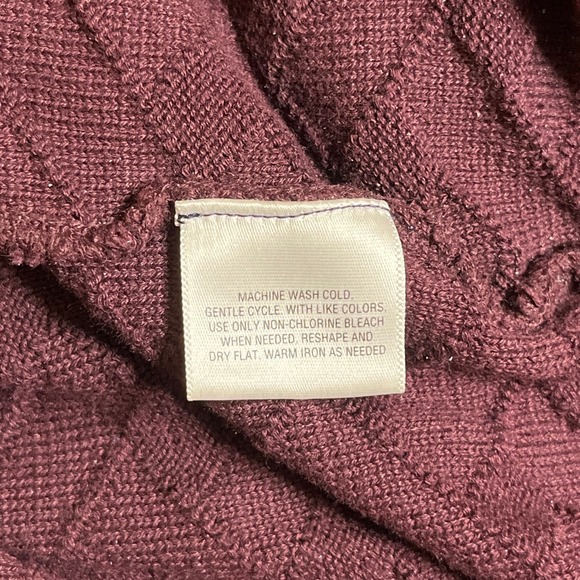 MACHINE WASH COLD.
GENTLE CYCLE. WITH LIKE COLORS.
USE ONLY NON-CHLORINE BLEACH
WHEN NEEDED. RESHAPE AND
DRY FLAT. WARM IRON AS NEEDED